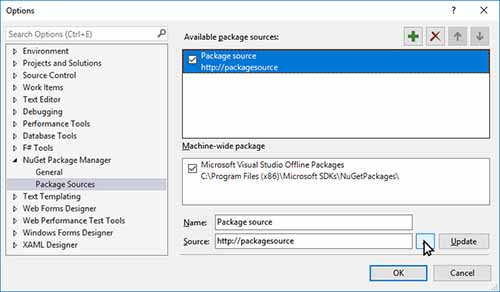 Options
Search Options (Ctrl+E)
Environment
Projects and Solutions
Source Control
Work Items
Text Editor
Debugging
Performance Tools
Database Tools
F# Tools
NuGet Package Manager
General
Package Sources
Text Templating
Web Forms Designer
Web Performance Test Tools
Windows Forms Designer
XAML Designer
Available package sources:
Package source
http://packagesource
Machine-wide package
Microsoft Visual Studio Offline Packages
C:\Program Files (x86)\Microsoft SDKs\NuGetPackages\
Name: Package source
Source: http://packagesource Update
OK Cancel